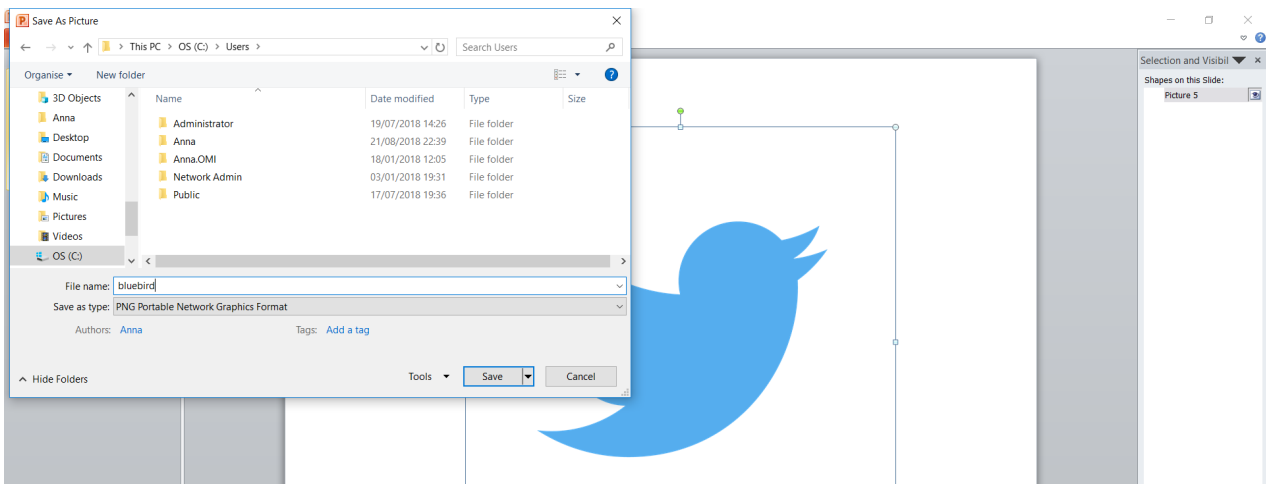 Save As Picture
This PC > OS (C:) > Users >
Search Users
Organise
New folder
3D Objects
Anna
Desktop
Documents
Downloads
Music
Pictures
Videos
OS (C:)
Name Date modified Type Size
Administrator 19/07/2018 14:26 File folder
Anna 21/08/2018 22:39 File folder
Anna.OMI 18/01/2018 12:05 File folder
Network Admin 03/01/2018 19:31 File folder
Public 17/07/2018 19:36 File folder
File name: bluebird
Save as type: PNG Portable Network Graphics Format
Authors: Anna Tags: Add a tag
Hide Folders
Tools Save Cancel
Selection and Visibil
Shapes on this Slide:
Picture 5